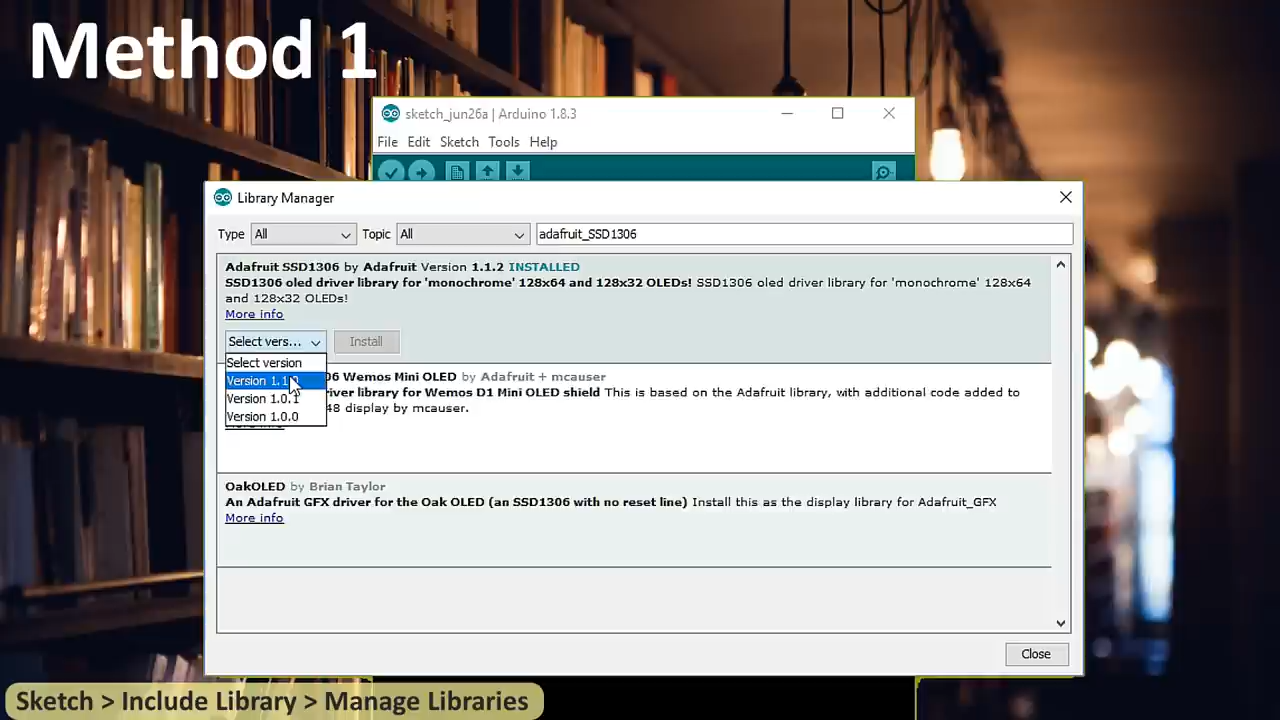 Method 1
sketch_jun26a | Arduino 1.8.3
File Edit Sketch Tools Help
Library Manager
Type All Topic All adafruit_SSD1306
Adafruit SSD1306 by Adafruit Version 1.1.2 INSTALLED
SSD1306 oled driver library for 'monochrome' 128x64 and 128x32 OLEDs! SSD1306 oled driver library for 'monochrome' 128x64
and 128x32 OLEDs!
More info
Select vers... Install
Select version
Version
Version 1.0.1
Version 1.0.0
06 Wemos Mini OLED by Adafruit + mcauser
river library for Wemos D1 Mini OLED shield This is based on the Adafruit library, with additional code added to
48 display by mcauser.
OakOLED by Brian Taylor
An Adafruit GFX driver for the Oak OLED (an SSD1306 with no reset line) Install this as the display library for Adafruit_GFX
More info
Close
Sketch > Include Library > Manage Libraries